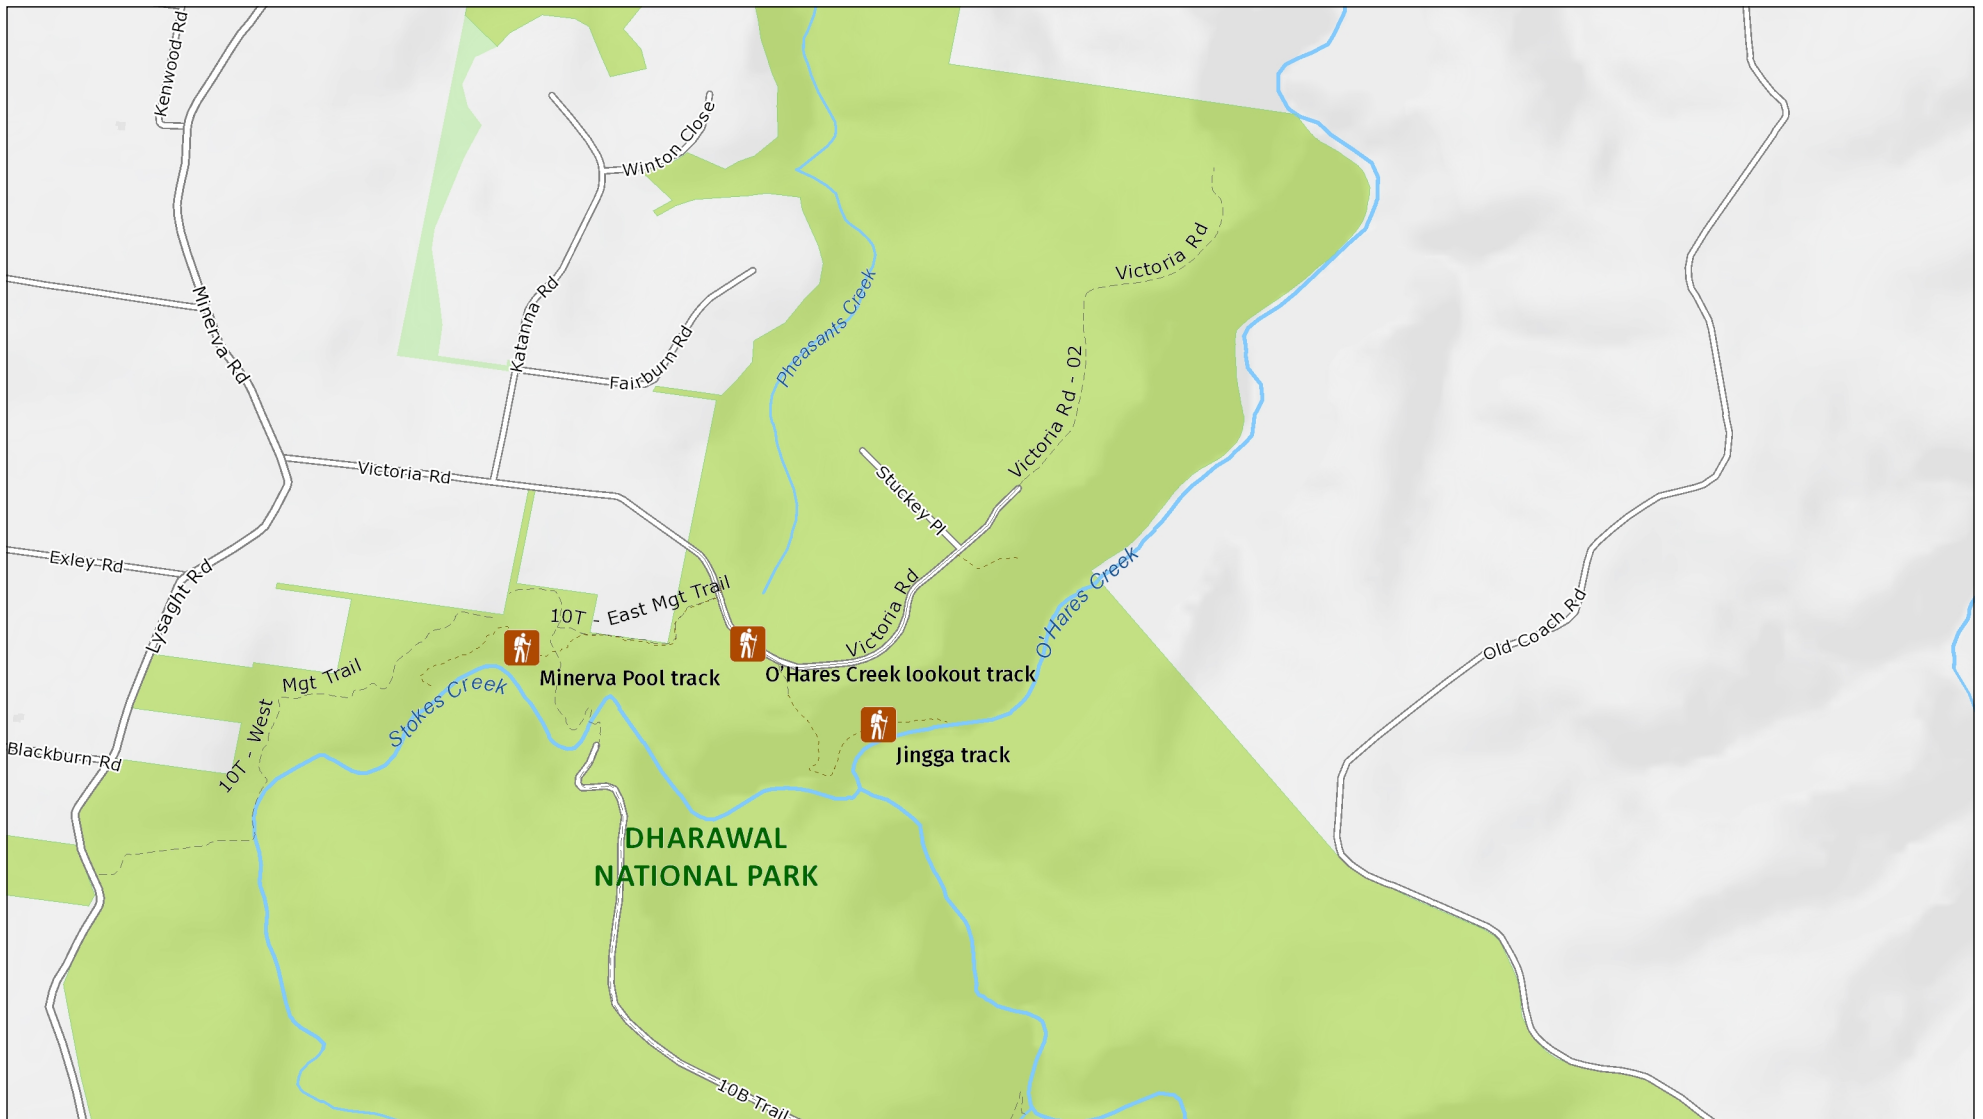 Kenwood-Rd
Winton Close
Victoria Rd
Minerva Rd
Katanna-Rd
Pheasants Creek
Fairburn-Rd
Victoria Rd - 02
Victoria Rd
Stuckey-Pl
Exley Rd
Lysaght Rd
10T - East Mgt Trail
Victoria Rd
O'Hares Creek
Old-Coach-Rd
Minerva Pool track
O'Hares Creek lookout track
Mgt Trail
Stokes Creek
10T - West
Blackburn-Rd
Jingga track
DHARAWAL
NATIONAL PARK
10B-Trail